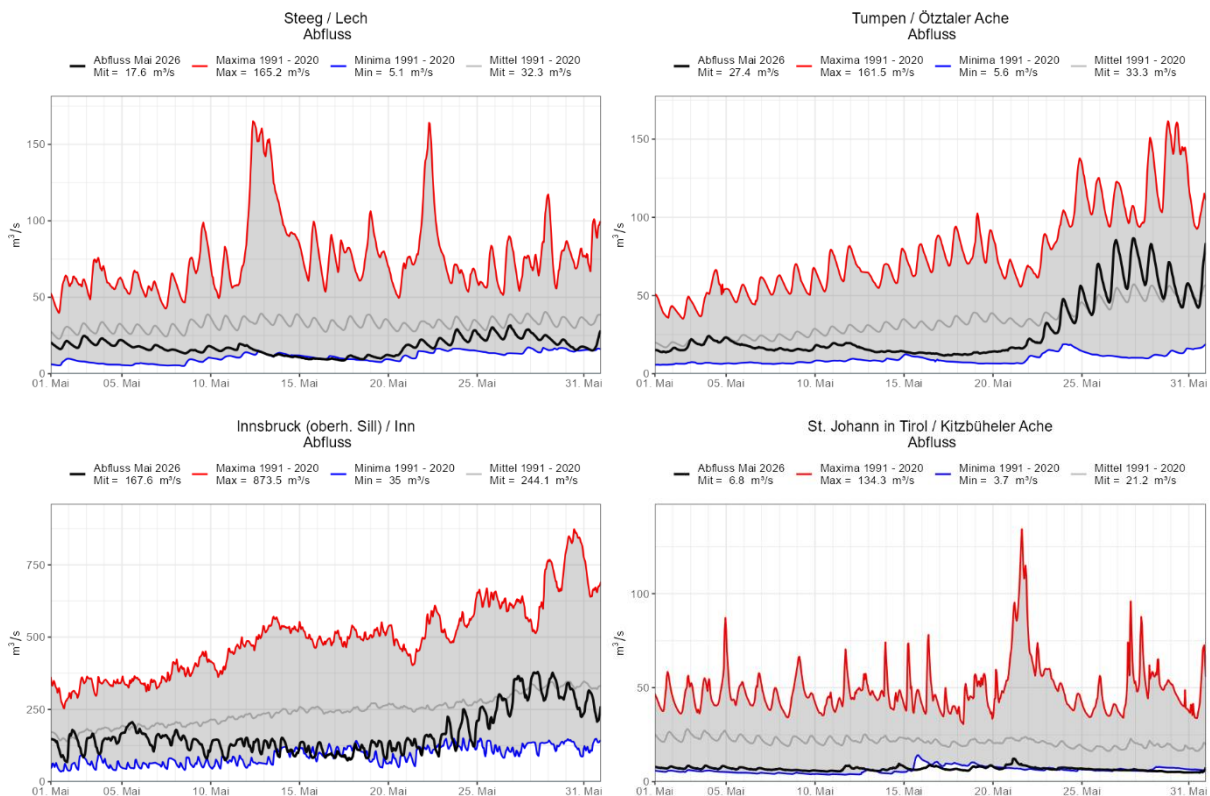 Steeg / Lech
Abfluss
Abfluss Mai 2026 Maxima 1991 - 2020 Minima 1991 - 2020 Mittel 1991 - 2020
Mit = 17.6 m³/s Max = 165.2 m³/s Min = 5.1 m³/s Mit = 32.3 m³/s
150
100
50
0
m³/s
01. Mai 05. Mai 10. Mai 15. Mai 20. Mai 25. Mai 31. Mai
Tumpen / Ötztaler Ache
Abfluss
Abfluss Mai 2026 Maxima 1991 - 2020 Minima 1991 - 2020 Mittel 1991 - 2020
Mit = 27.4 m³/s Max = 161.5 m³/s Min = 5.6 m³/s Mit = 33.3 m³/s
150
100
50
0
m³/s
01. Mai 05. Mai 10. Mai 15. Mai 20. Mai 25. Mai 31. Mai
Innsbruck (oberh. Sill) / Inn
Abfluss
Abfluss Mai 2026 Maxima 1991 - 2020 Minima 1991 - 2020 Mittel 1991 - 2020
Mit = 167.6 m³/s Max = 873.5 m³/s Min = 35 m³/s Mit = 244.1 m³/s
750
500
250
0
m³/s
01. Mai 05. Mai 10. Mai 15. Mai 20. Mai 25. Mai 31. Mai
St. Johann in Tirol / Kitzbüheler Ache
Abfluss
Abfluss Mai 2026 Maxima 1991 - 2020 Minima 1991 - 2020 Mittel 1991 - 2020
Mit = 6.8 m³/s Max = 134.3 m³/s Min = 3.7 m³/s Mit = 21.2 m³/s
100
50
0
m³/s
01. Mai 05. Mai 10. Mai 15. Mai 20. Mai 25. Mai 31. Mai